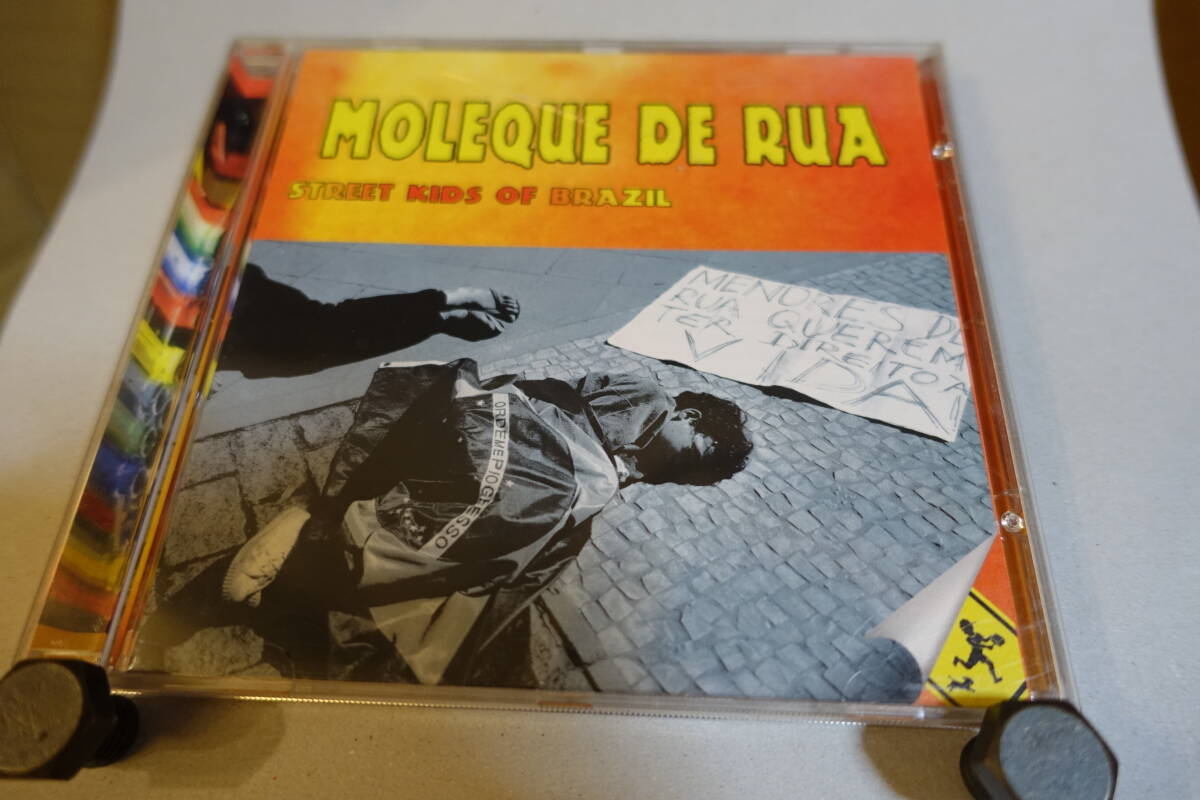 MOLEQUE DE RUA
STREET KIDS OF BRAZIL
MENORES DE
RUA QUEREM
TER DIREITO A
VIDA!
ORDEM E PROGRESSO